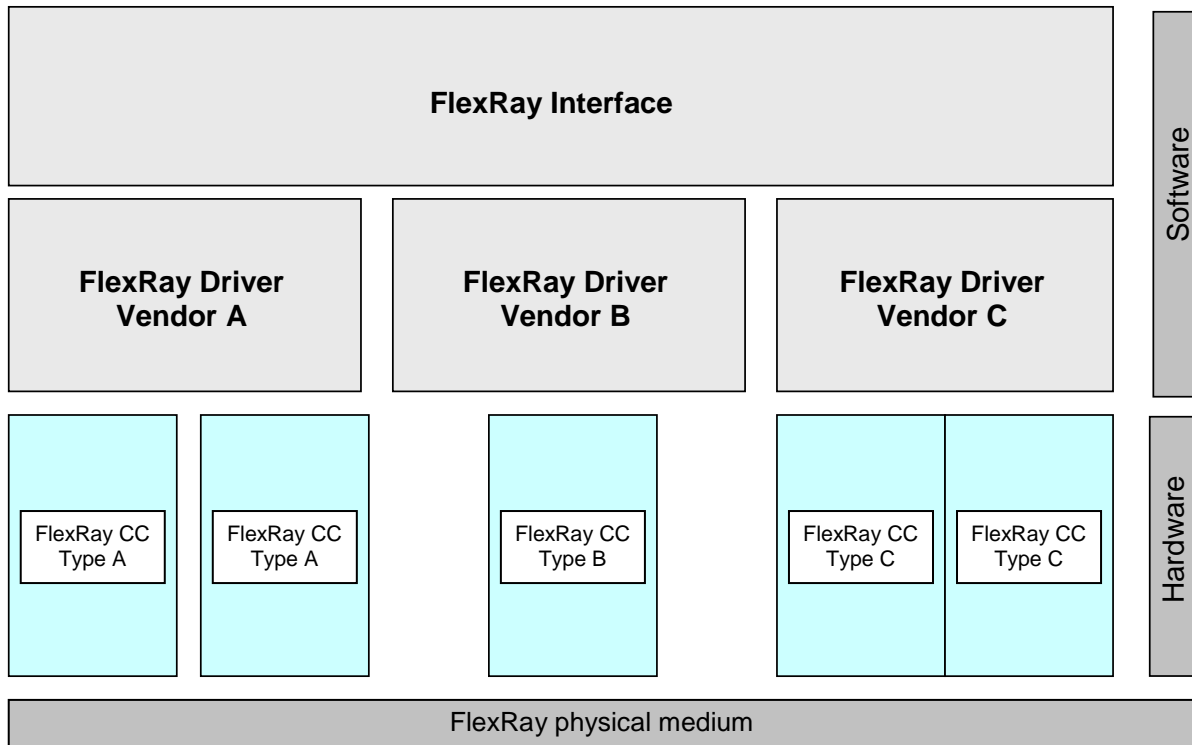 FlexRay Interface
Software
FlexRay Driver
Vendor A
FlexRay Driver
Vendor B
FlexRay Driver
Vendor C
FlexRay CC
Type A
FlexRay CC
Type A
FlexRay CC
Type B
FlexRay CC
Type C
FlexRay CC
Type C
Hardware
FlexRay physical medium